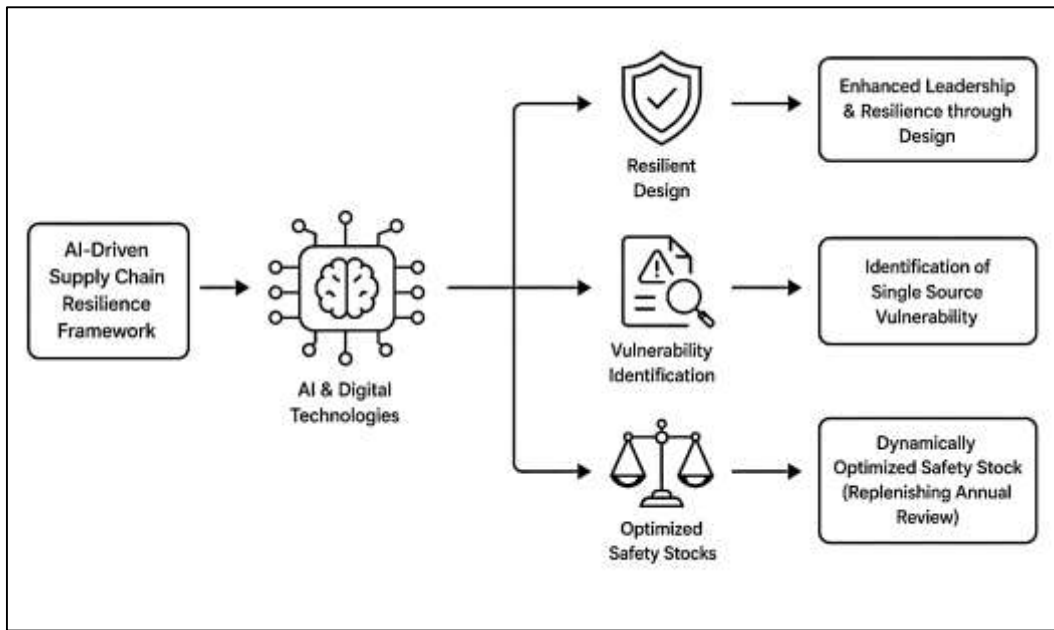 AI-Driven
Supply Chain
Resilience
Framework
AI & Digital
Technologies
Resilient
Design
Enhanced Leadership
& Resilience through
Design
Vulnerability
Identification
Identification of
Single Source
Vulnerability
Optimized
Safety Stocks
Dynamically
Optimized Safety Stock
(Replenishing Annual
Review)